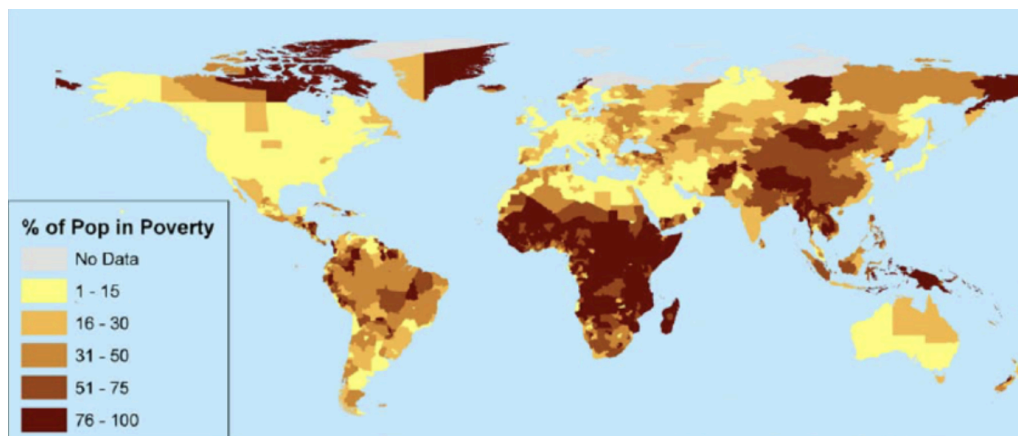 % of Pop in Poverty
No Data
1 - 15
16 - 30
31 - 50
51 - 75
76 - 100